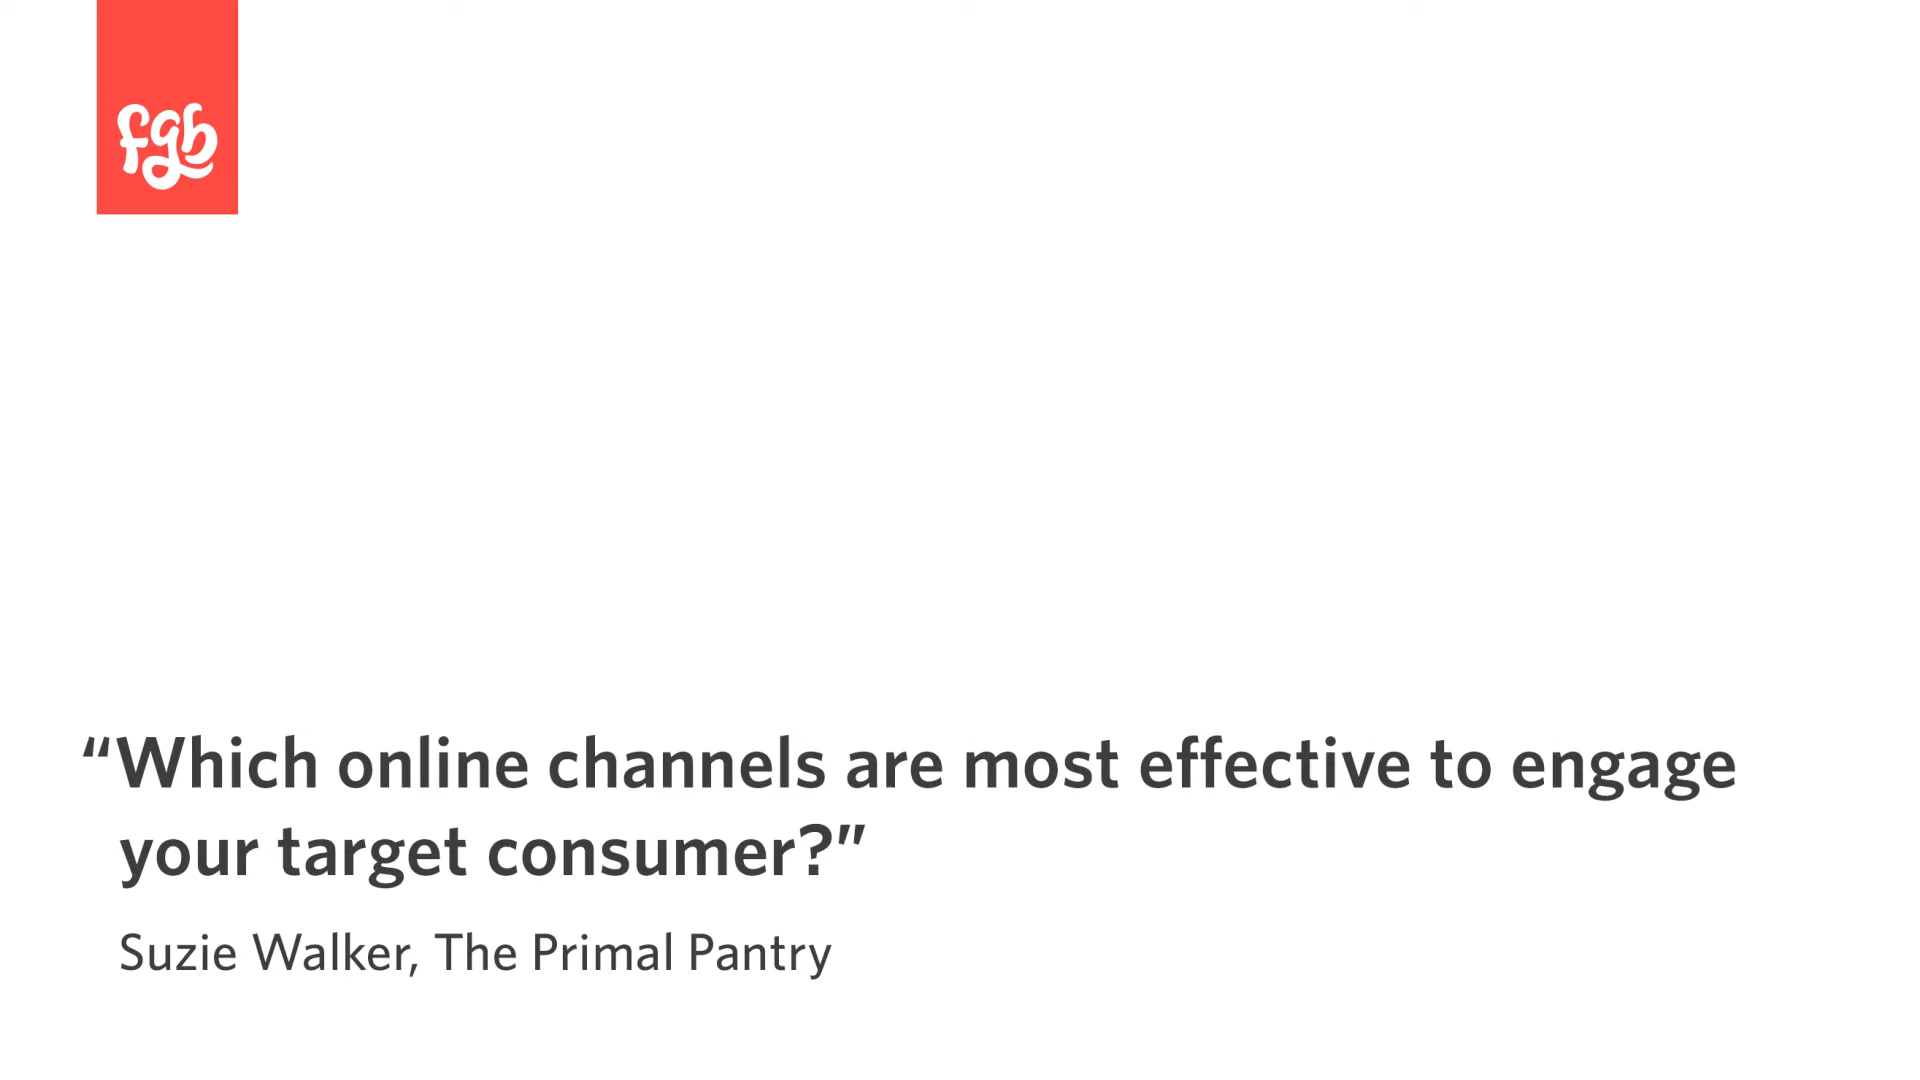 fgb
“Which online channels are most effective to engage
your target consumer?”
Suzie Walker, The Primal Pantry